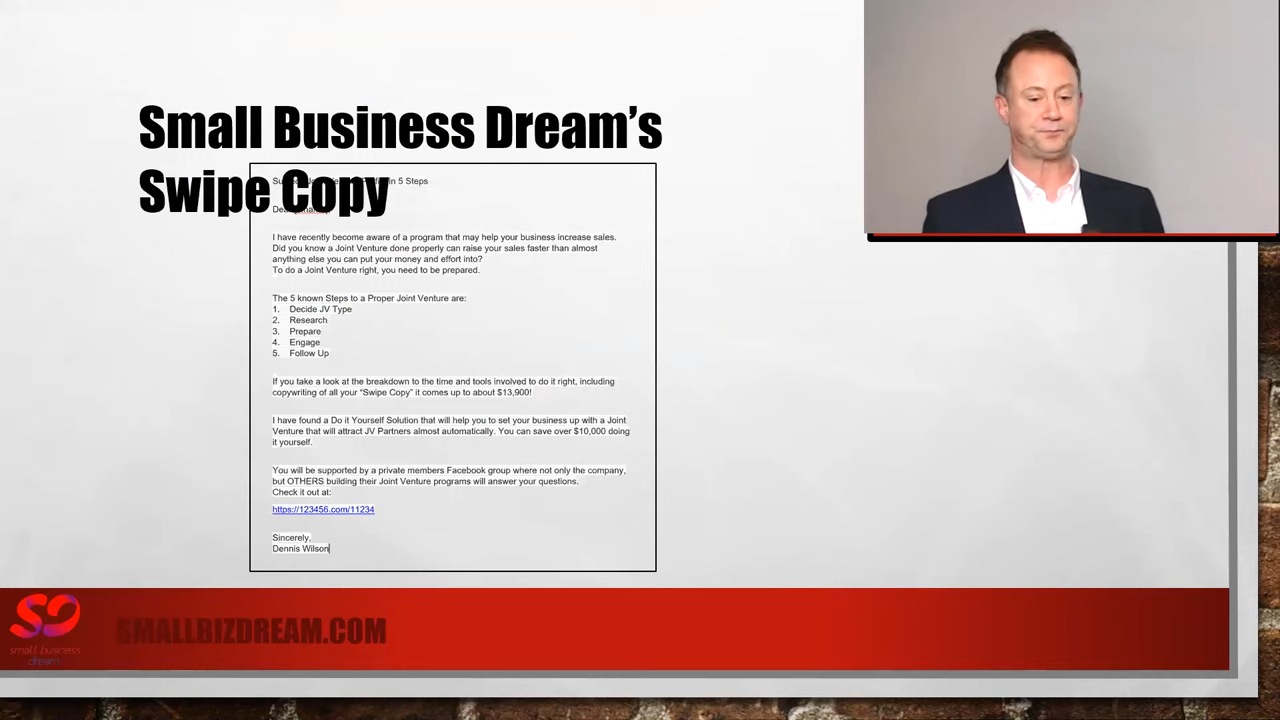 Small Business Dream’s
Swipe Copy
in 5 Steps
I have recently become aware of a program that may help your business increase sales.
Did you know a Joint Venture done properly can raise your sales faster than almost
anything else you can put your money and effort into?
To do a Joint Venture right, you need to be prepared.
The 5 known Steps to a Proper Joint Venture are:
1. Decide JV Type
2. Research
3. Prepare
4. Engage
5. Follow Up
If you take a look at the breakdown to the time and tools involved to do it right, including
copywriting of all your “Swipe Copy” it comes up to about $13,900!
I have found a Do it Yourself Solution that will help you to set your business up with a Joint
Venture that will attract JV Partners almost automatically. You can save over $10,000 doing
it yourself.
You will be supported by a private members Facebook group where not only the company,
but OTHERS building their Joint Venture programs will answer your questions.
Check it out at:
https://123456.com/11234
Sincerely,
Dennis Wilson
small business
dream
SMALLBIZDREAM.COM